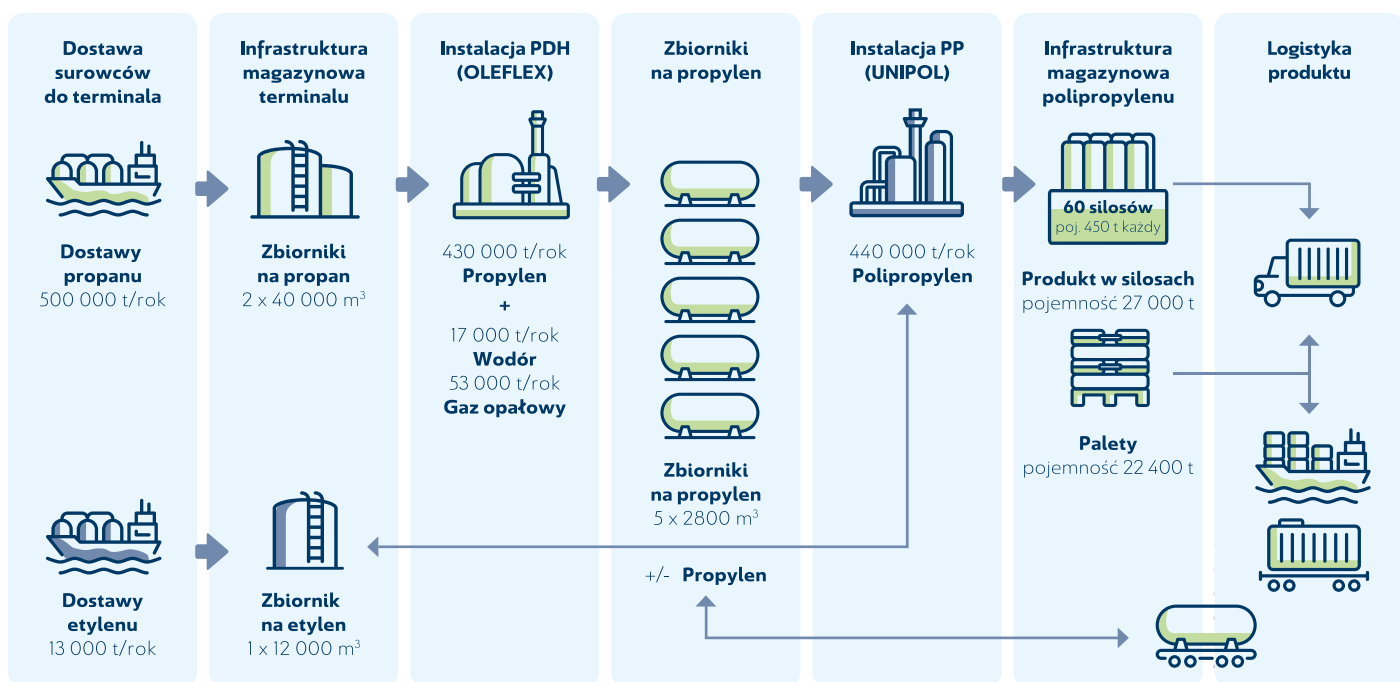 Dostawa
surowców
do terminala
Dostawy
propanu
500 000 t/rok
Dostawy
etylenu
13 000 t/rok
Infrastruktura
magazynowa
terminalu
Zbiorniki
na propan
2 x 40 000 m³
Zbiornik
na etylen
1 x 12 000 m³
Instalacja PDH
(OLEFLEX)
430 000 t/rok
Propylen
+
17 000 t/rok
Wodór
53 000 t/rok
Gaz opałowy
Zbiorniki
na propylen
Zbiorniki
na propylen
5 x 2800 m³
+/- Propylen
Instalacja PP
(UNIPOL)
440 000 t/rok
Polipropylen
Infrastruktura
magazynowa
polipropylenu
60 silosów
poj. 450 t każdy
Produkt w silosach
pojemność 27 000 t
Palety
pojemność 22 400 t
Logistyka
produktu